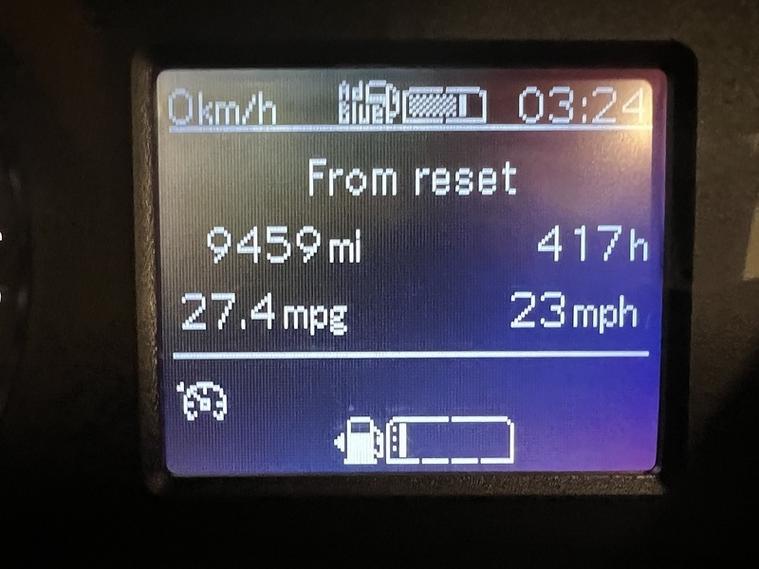 0km/h Ad Blue 03:24
From reset
9459mi 417h
27.4mpg 23mph